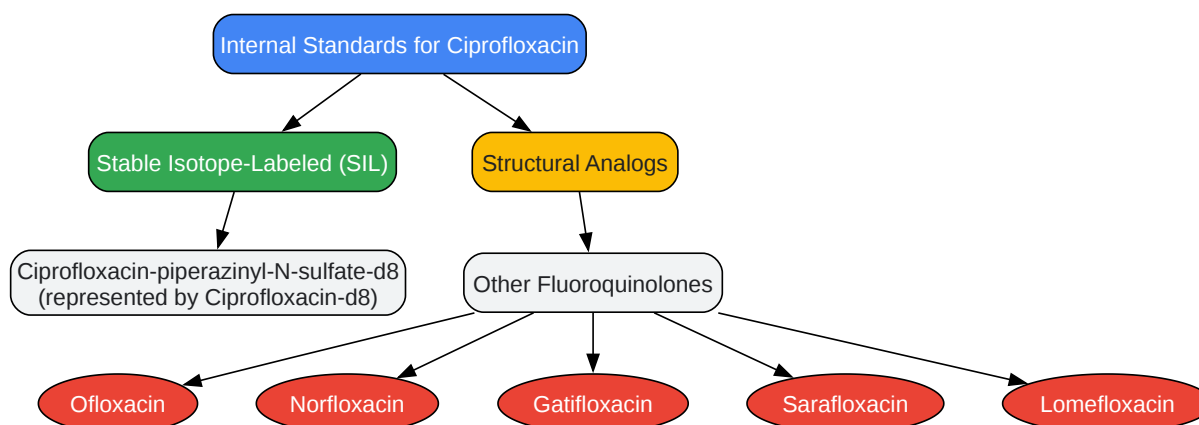 Internal Standards for Ciprofloxacin
Stable Isotope-Labeled (SIL)
Structural Analogs
Ciprofloxacin-piperazinyl-N-sulfate-d8
(represented by Ciprofloxacin-d8)
Other Fluoroquinolones
Ofloxacin
Norfloxacin
Gatifloxacin
Sarafloxacin
Lomefloxacin